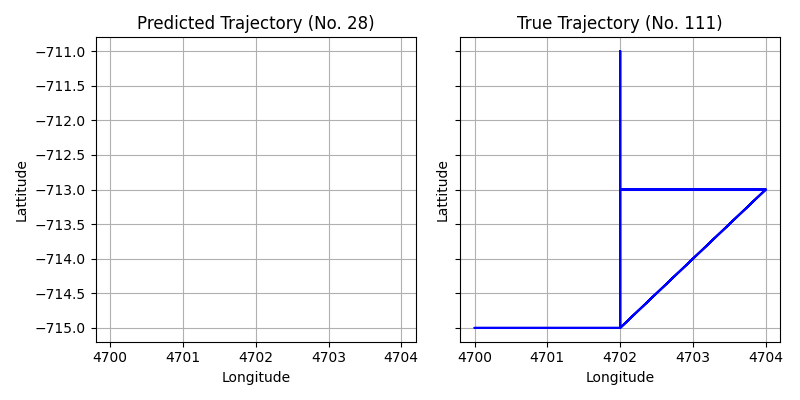 Predicted Trajectory (No. 28)
−711.0
−711.5
−712.0
−712.5
−713.0
−713.5
−714.0
−714.5
−715.0
Lattitude
4700 4701 4702 4703 4704
Longitude
True Trajectory (No. 111)
Lattitude
4700 4701 4702 4703 4704
Longitude